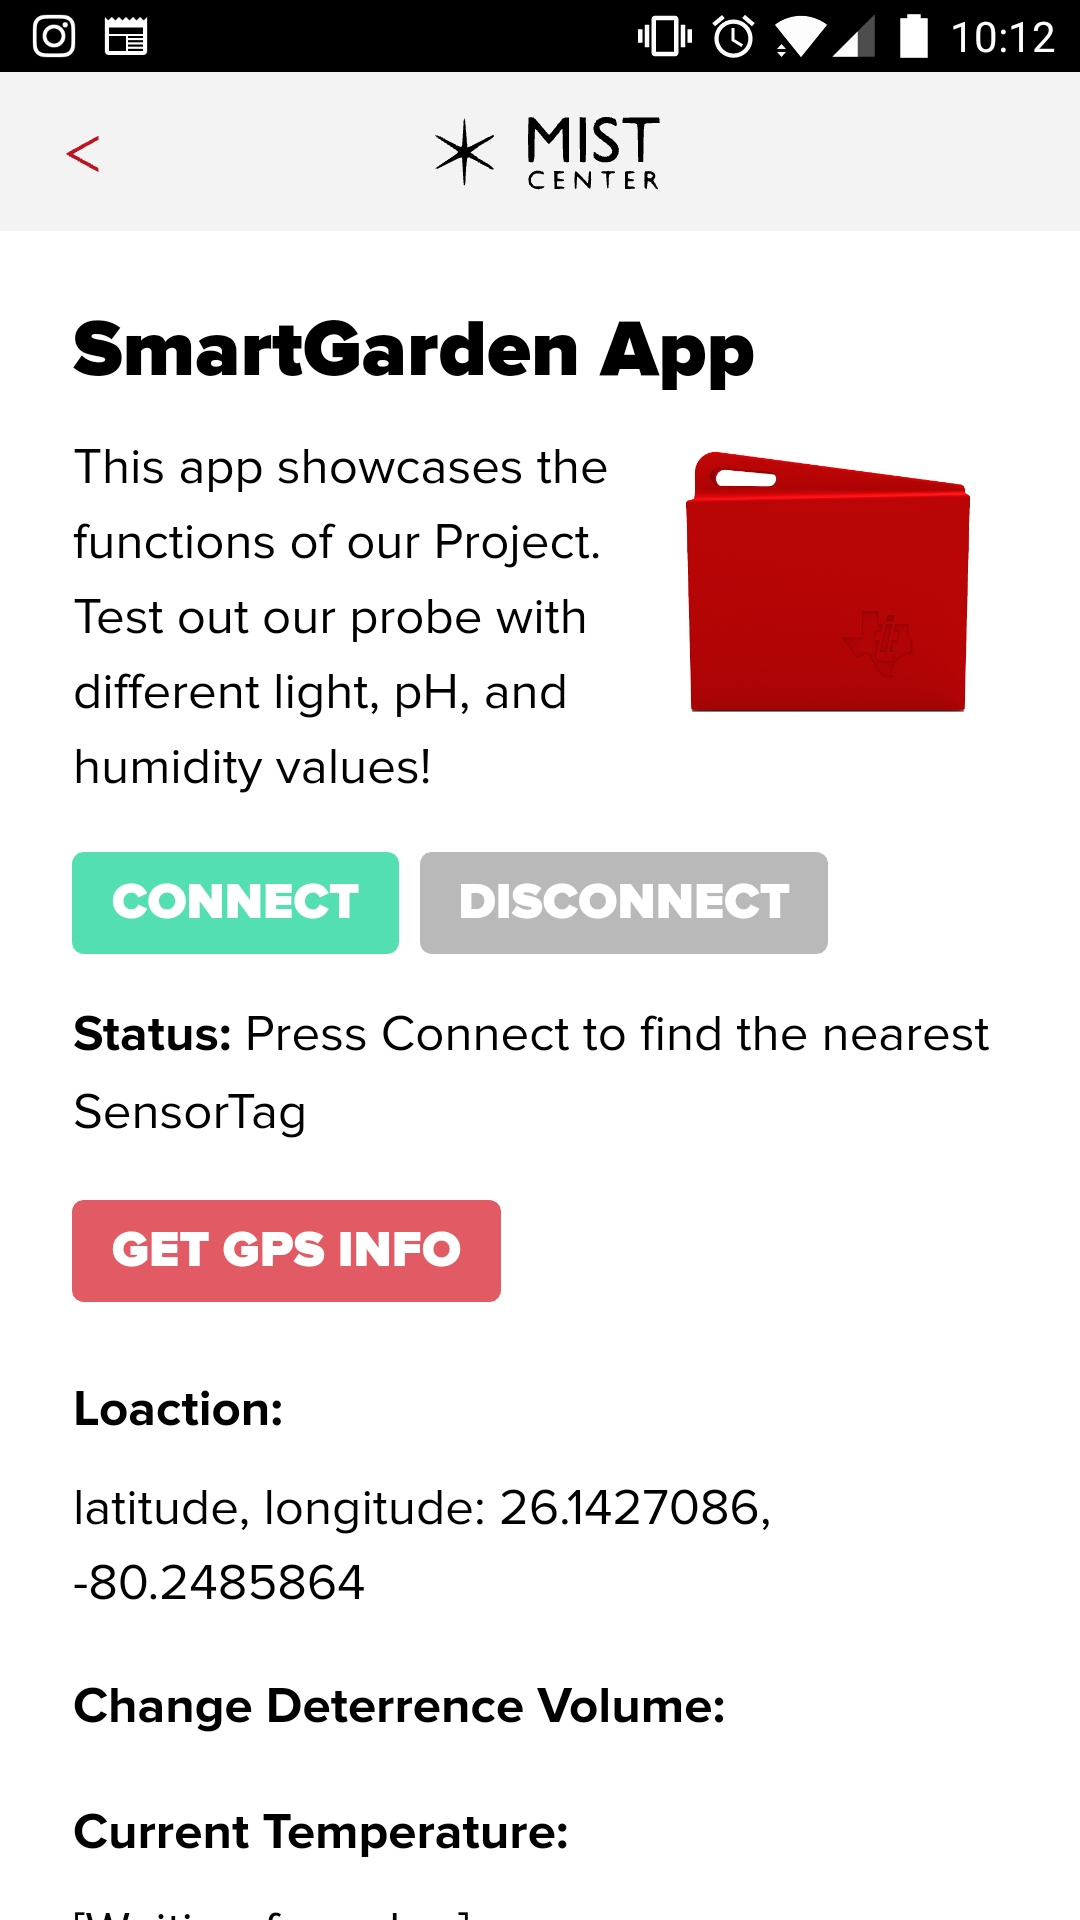 10:12
<
MIST
CENTER
SmartGarden App
This app showcases the
functions of our Project.
Test out our probe with
different light, pH, and
humidity values!
CONNECT DISCONNECT
Status: Press Connect to find the nearest
SensorTag
GET GPS INFO
Loaction:
latitude, longitude: 26.1427086,
-80.2485864
Change Deterrence Volume:
Current Temperature: